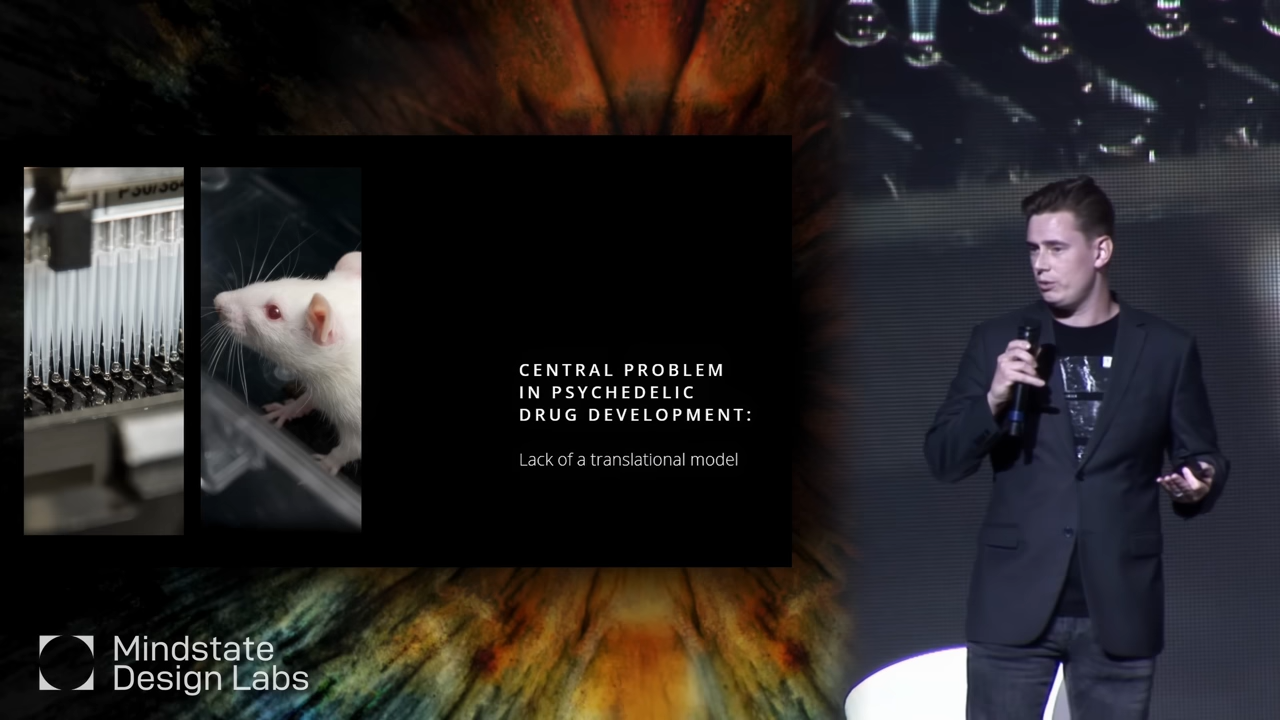 CENTRAL PROBLEM
IN PSYCHEDELIC
DRUG DEVELOPMENT:
Lack of a translational model
Mindstate
Design Labs